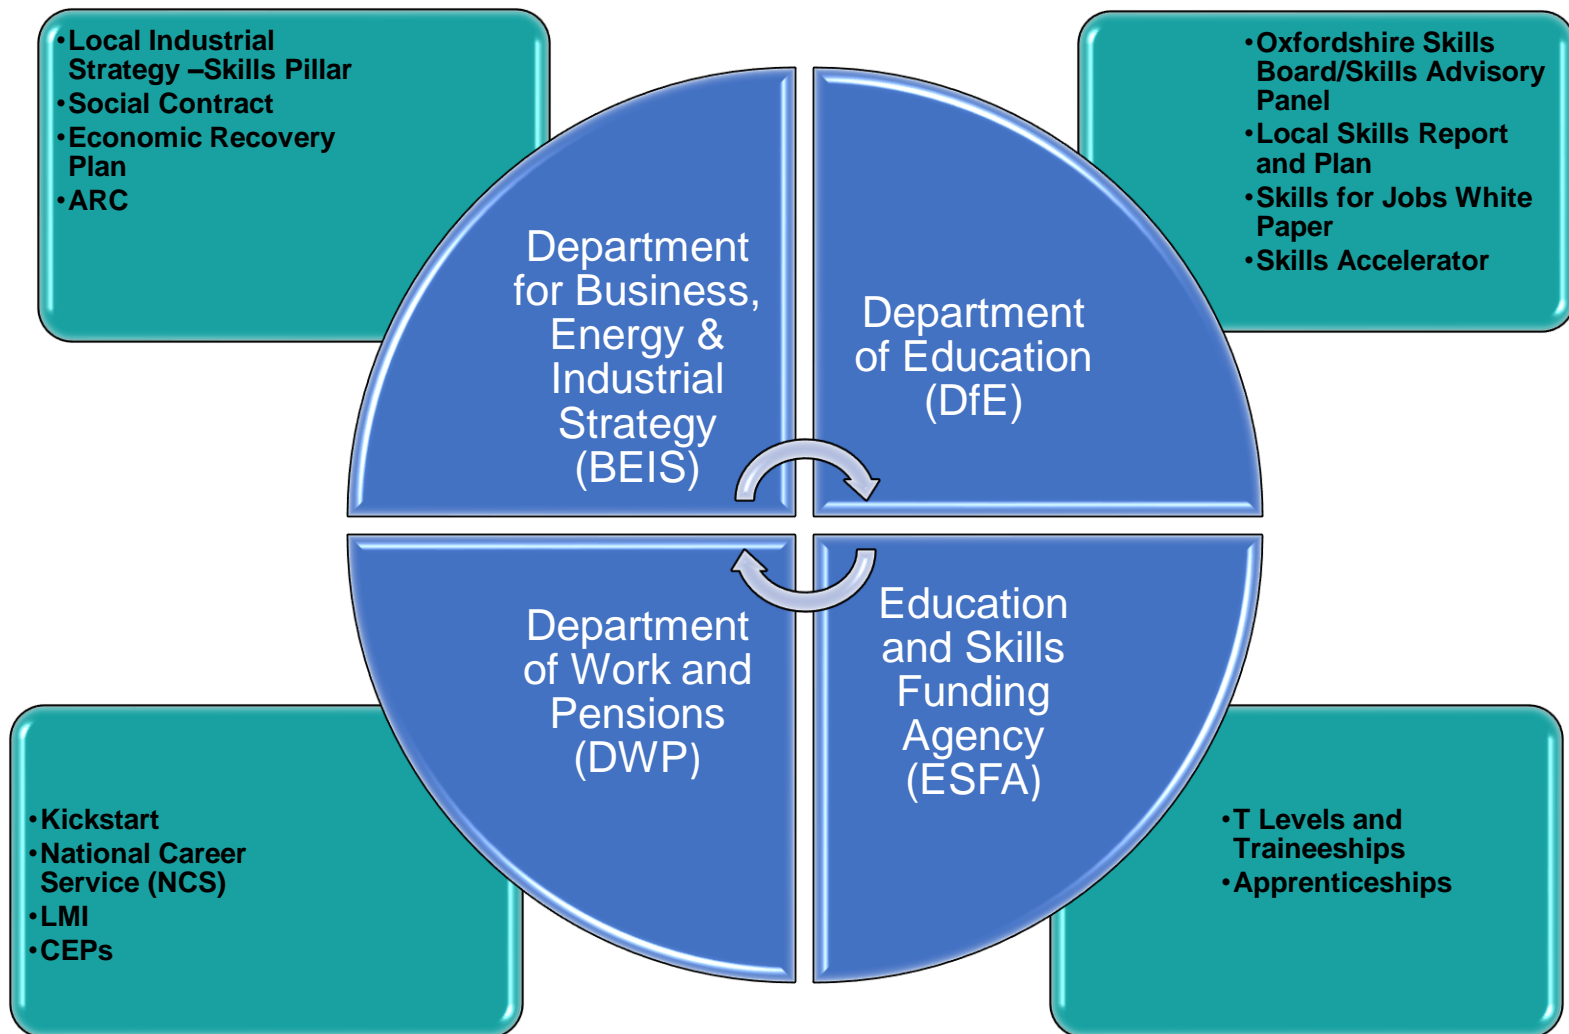 •Local Industrial
Strategy –Skills Pillar
•Social Contract
•Economic Recovery
Plan
•ARC
•Oxfordshire Skills
Board/Skills Advisory
Panel
•Local Skills Report
and Plan
•Skills for Jobs White
Paper
•Skills Accelerator
Department
for Business,
Energy &
Industrial
Strategy
(BEIS)
Department
of Education
(DfE)
Department
of Work and
Pensions
(DWP)
Education
and Skills
Funding
Agency
(ESFA)
•Kickstart
•National Career
Service (NCS)
•LMI
•CEPs
•T Levels and
Traineeships
•Apprenticeships